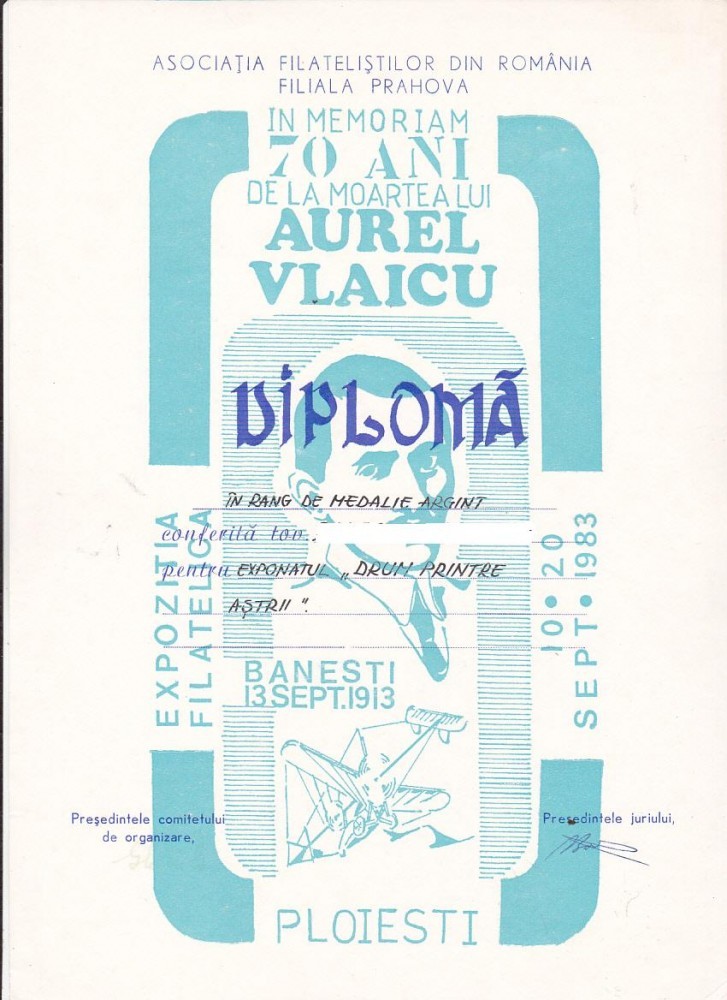 ASOCIAŢIA FILATELIŞTILOR DIN ROMÂNIA
FILIALA PRAHOVA
IN MEMORIAM
70 ANI
DE LA MOARTEA LUI
AUREL
VLAICU
DIPLOMĂ
ÎN RANG DE MEDALIE ARGINT
conferită tov..
pentru EXPONATUL „DRUM PRINTRE
AŞTRII".
EXPOZITIA
FILATELICA
10 • 20
SEPT • 1983
BANESTI
13 SEPT. 1913
Preşedintele comitetului
de organizare,
Preşedintele juriului,
PLOIESTI